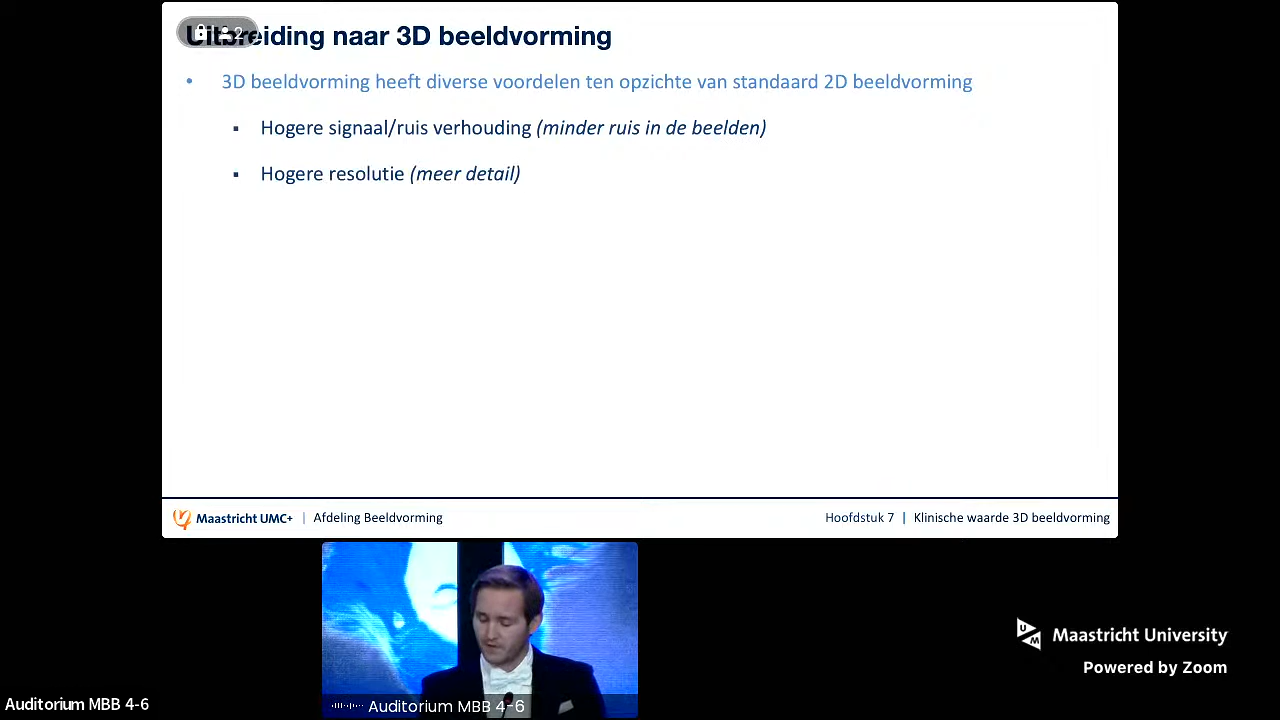 Uitbreiding naar 3D beeldvorming
2
• 3D beeldvorming heeft diverse voordelen ten opzichte van standaard 2D beeldvorming
▪ Hogere signaal/ruis verhouding (minder ruis in de beelden)
▪ Hogere resolutie (meer detail)
Maastricht UMC+ | Afdeling Beeldvorming
Hoofdstuk 7 | Klinische waarde 3D beeldvorming
UM Maastricht University
Powered by Zoom
Auditorium MBB 4-6
Auditorium MBB 4-6